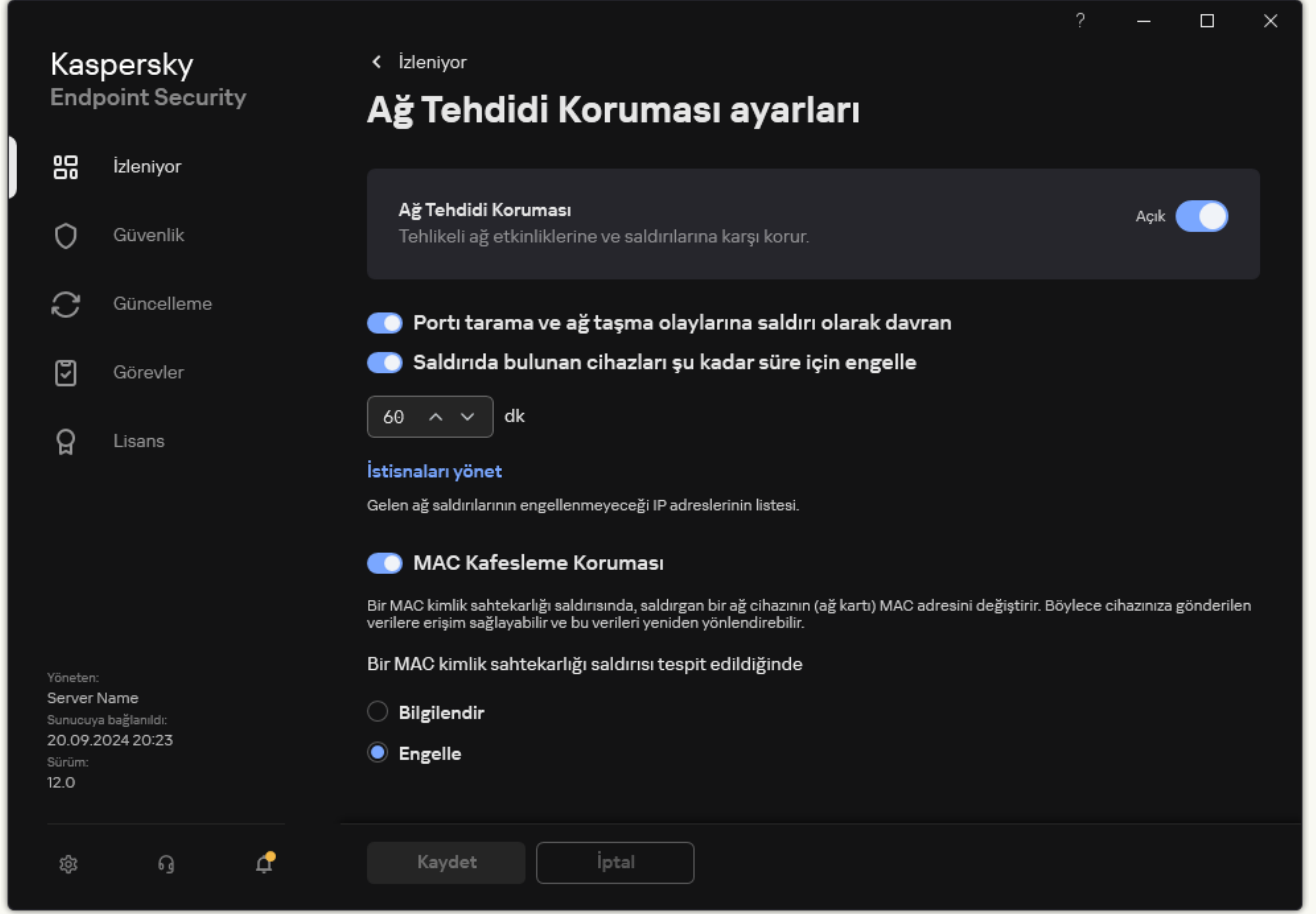 ?
Kaspersky
Endpoint Security
İzleniyor
Güvenlik
Güncelleme
Görevler
Lisans
Yöneten:
Server Name
Sunucuya bağlanıldı:
20.09.2024 20:23
Sürüm:
12.0
İzleniyor
Ağ Tehdidi Koruması ayarları
Ağ Tehdidi Koruması
Tehlikeli ağ etkinliklerine ve saldırılarına karşı korur.
Açık
Portı tarama ve ağ taşma olaylarına saldırı olarak davran
Saldırıda bulunan cihazları şu kadar süre için engelle
60 dk
İstisnaları yönet
Gelen ağ saldırılarının engellenmeyeceği IP adreslerinin listesi.
MAC Kafesleme Koruması
Bir MAC kimlik sahtekarlığı saldırısında, saldırgan bir ağ cihazının (ağ kartı) MAC adresini değiştirir. Böylece cihazınıza gönderilen
verilere erişim sağlayabilir ve bu verileri yeniden yönlendirebilir.
Bir MAC kimlik sahtekarlığı saldırısı tespit edildiğinde
Bilgilendir
Engelle
Kaydet
İptal